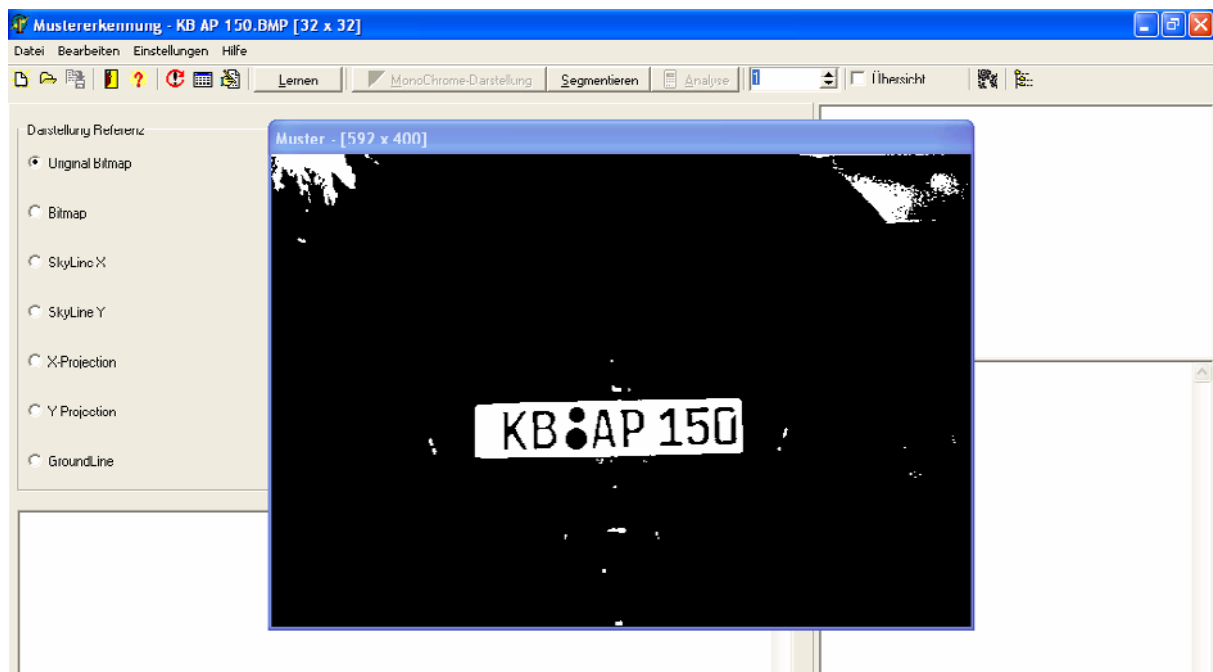 Mustererkennung - KB AP 150.BMP [32 x 32]
Datei Bearbeiten Einstellungen Hilfe
Lernen MonoChrome-Darstellung Segmentieren Analyse 1 Übersicht
Darstellung Referenz
Original Bitmap
Bitmap
SkyLine X
SkyLine Y
X-Projection
Y Projection
GroundLine
Muster - [592 x 400]
KB AP 150